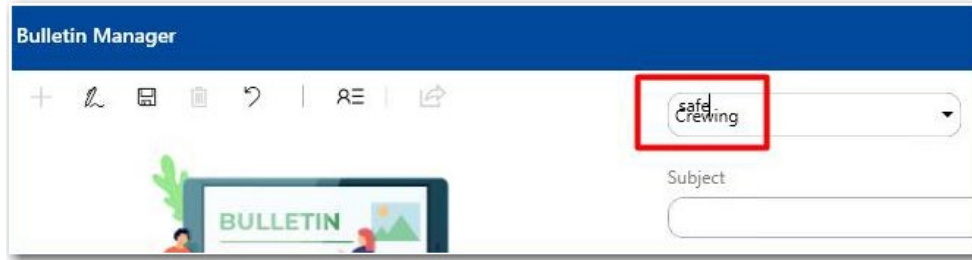 Bulletin Manager
safe
Crewing
Subject
BULLETIN